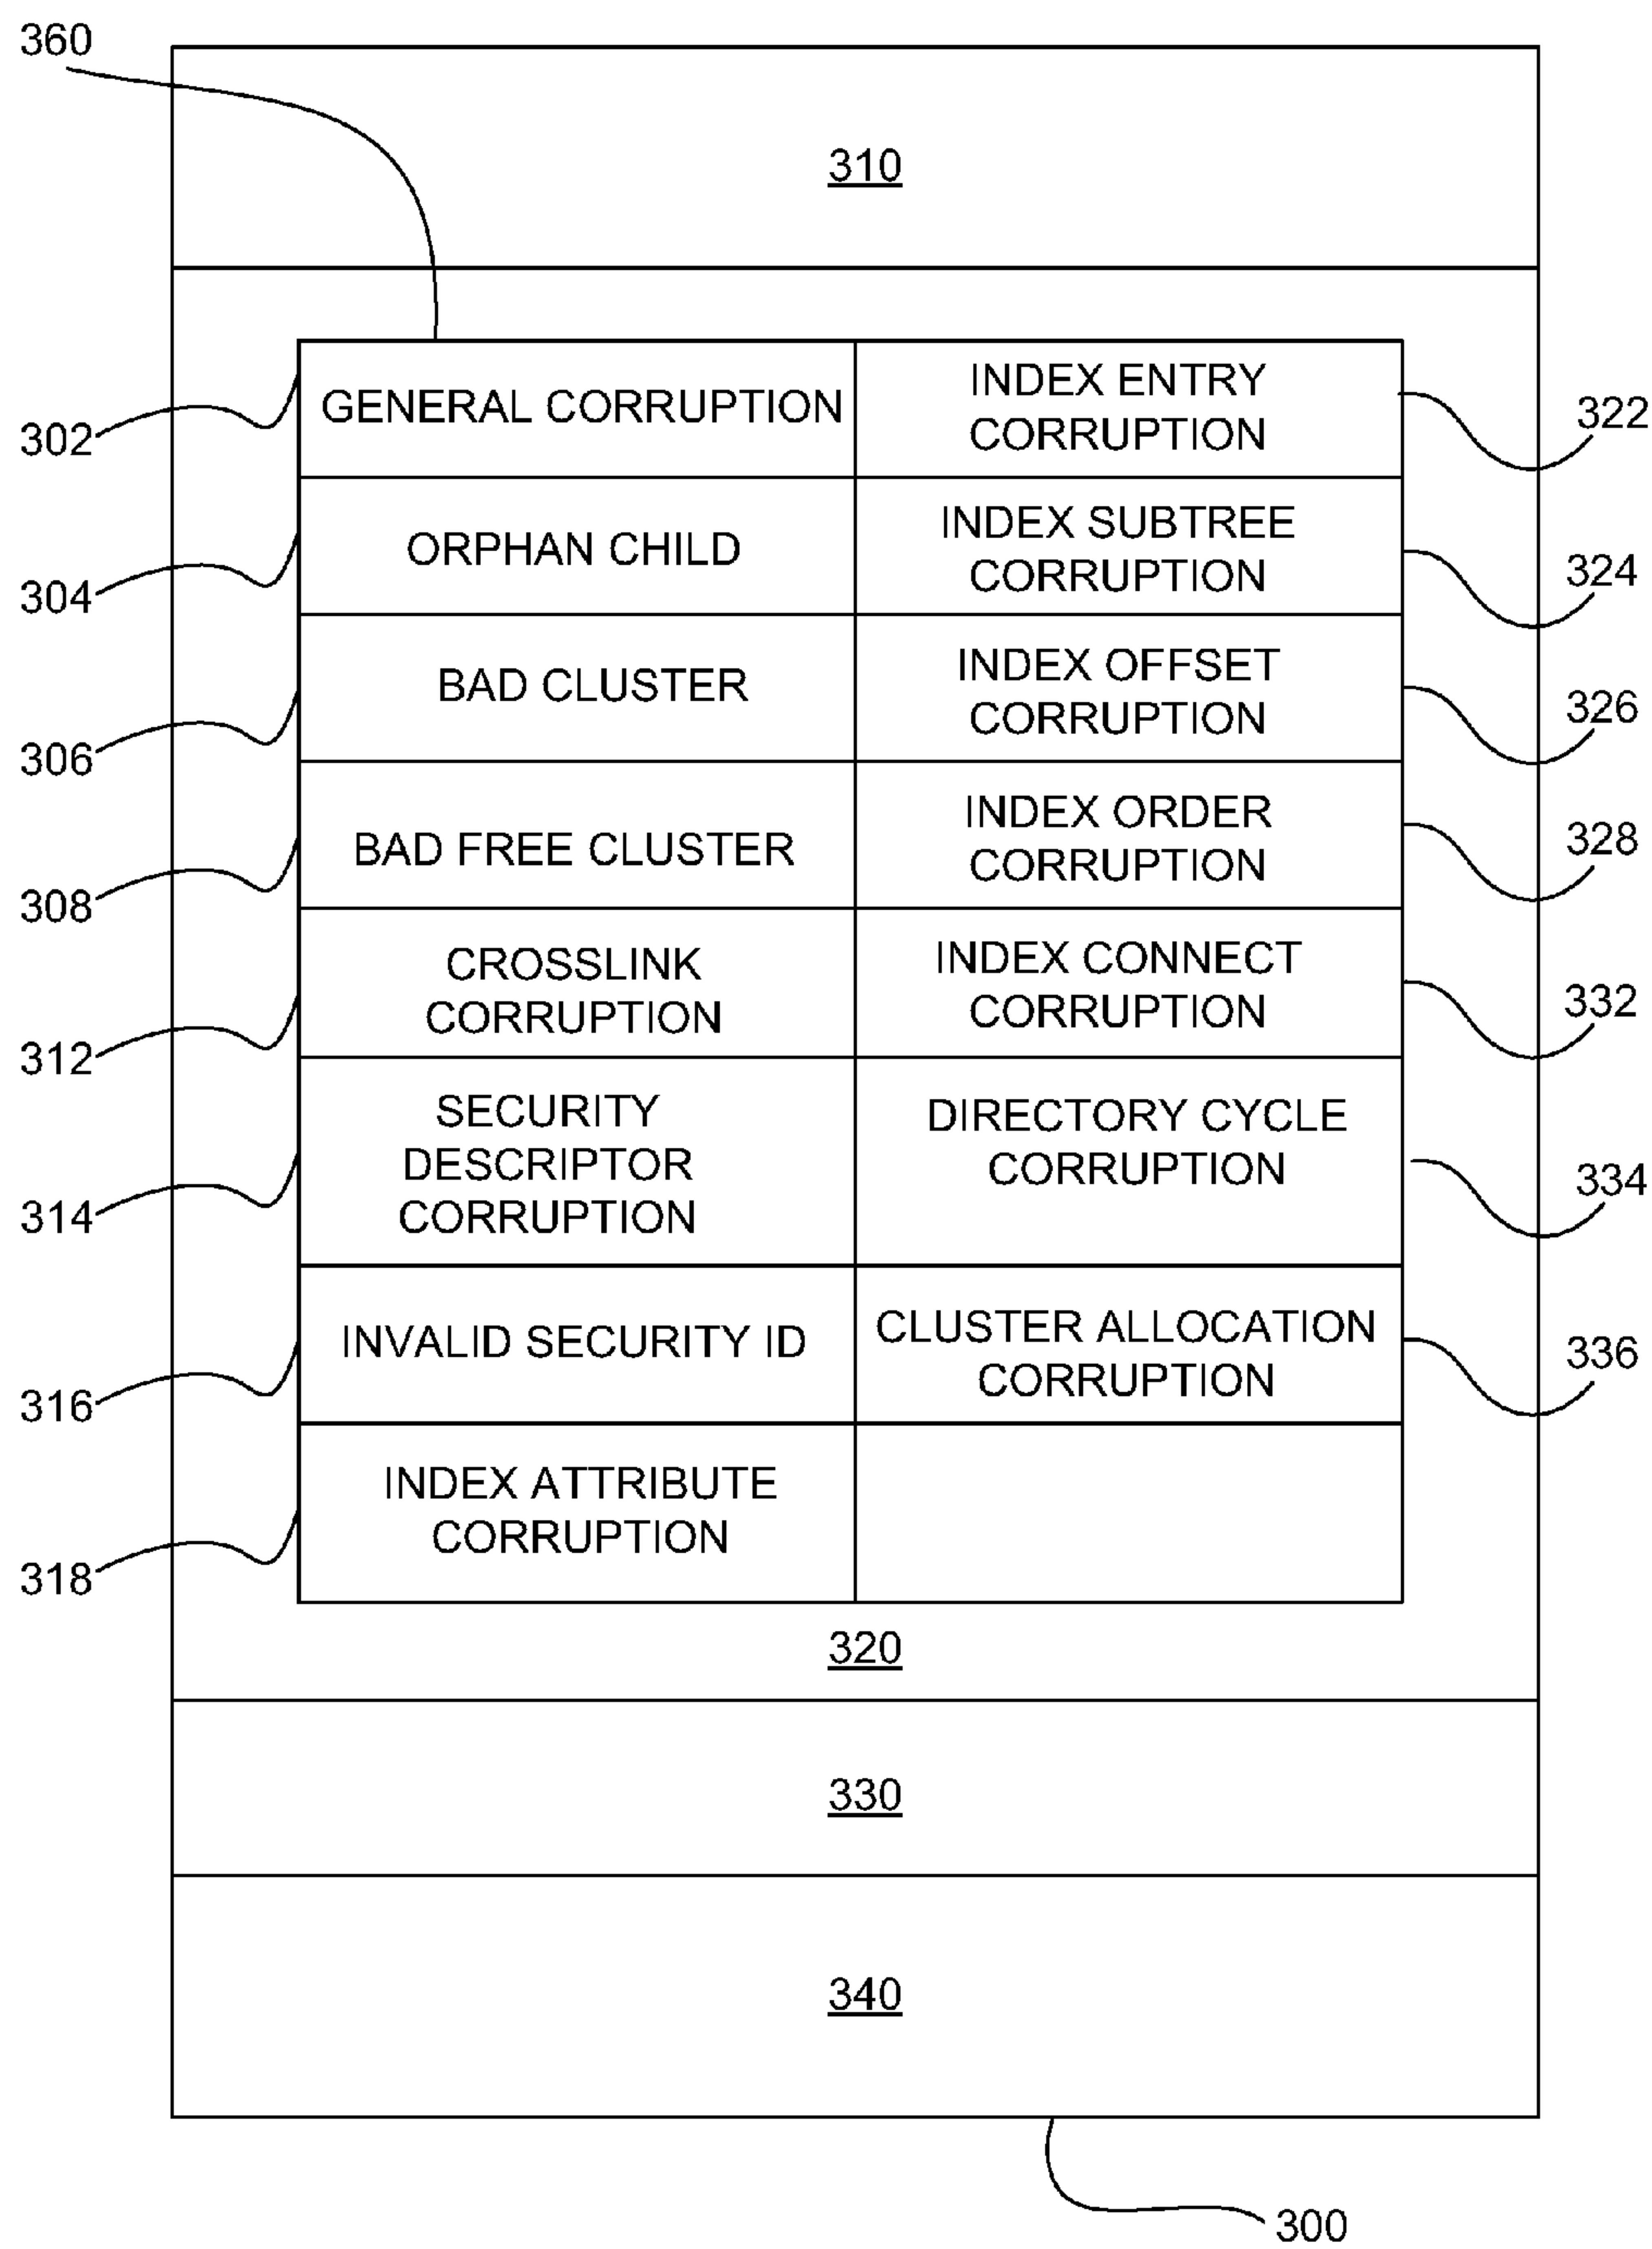 360
310
302
GENERAL CORRUPTION
INDEX ENTRY
CORRUPTION
322
304
ORPHAN CHILD
INDEX SUBTREE
CORRUPTION
324
306
BAD CLUSTER
INDEX OFFSET
CORRUPTION
326
308
BAD FREE CLUSTER
INDEX ORDER
CORRUPTION
328
312
CROSSLINK
CORRUPTION
INDEX CONNECT
CORRUPTION
332
314
SECURITY
DESCRIPTOR
CORRUPTION
DIRECTORY CYCLE
CORRUPTION
334
316
INVALID SECURITY ID
CLUSTER ALLOCATION
CORRUPTION
336
318
INDEX ATTRIBUTE
CORRUPTION
320
330
340
300